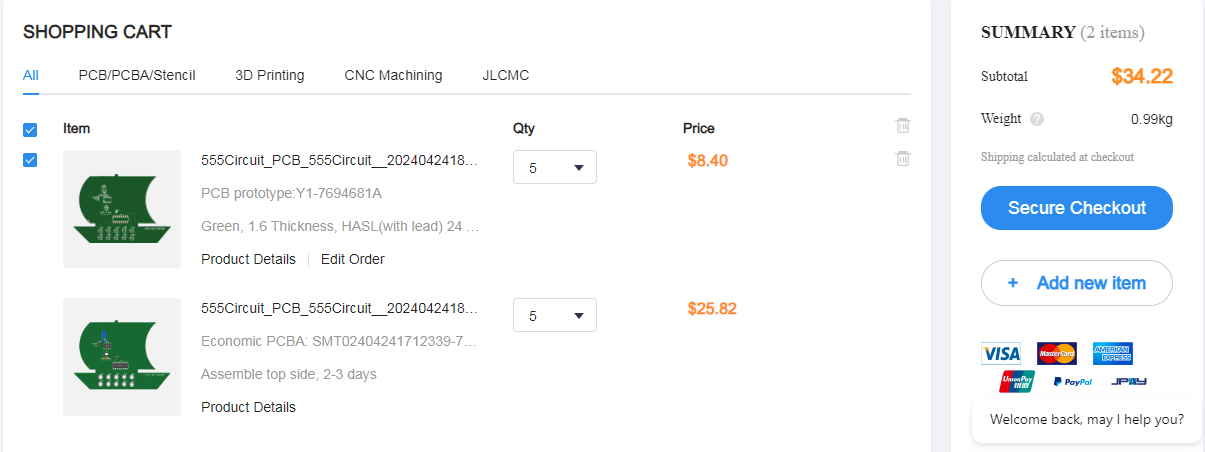 SHOPPING CART
All PCB/PCBA/Stencil 3D Printing CNC Machining JLCMC
Item Qty Price
555Circuit_PCB_555Circuit__2024042418... 5 $8.40
PCB prototype:Y1-7694681A
Green, 1.6 Thickness, HASL(with lead) 24 ...
Product Details | Edit Order
555Circuit_PCB_555Circuit__2024042418... 5 $25.82
Economic PCBA: SMT02404241712339-7...
Assemble top side, 2-3 days
Product Details
SUMMARY (2 items)
Subtotal $34.22
Weight ? 0.99kg
Shipping calculated at checkout
Secure Checkout
+ Add new item
VISA MasterCard AMERICAN EXPRESS
UnionPay 银联 PayPal JPAY
Welcome back, may I help you?